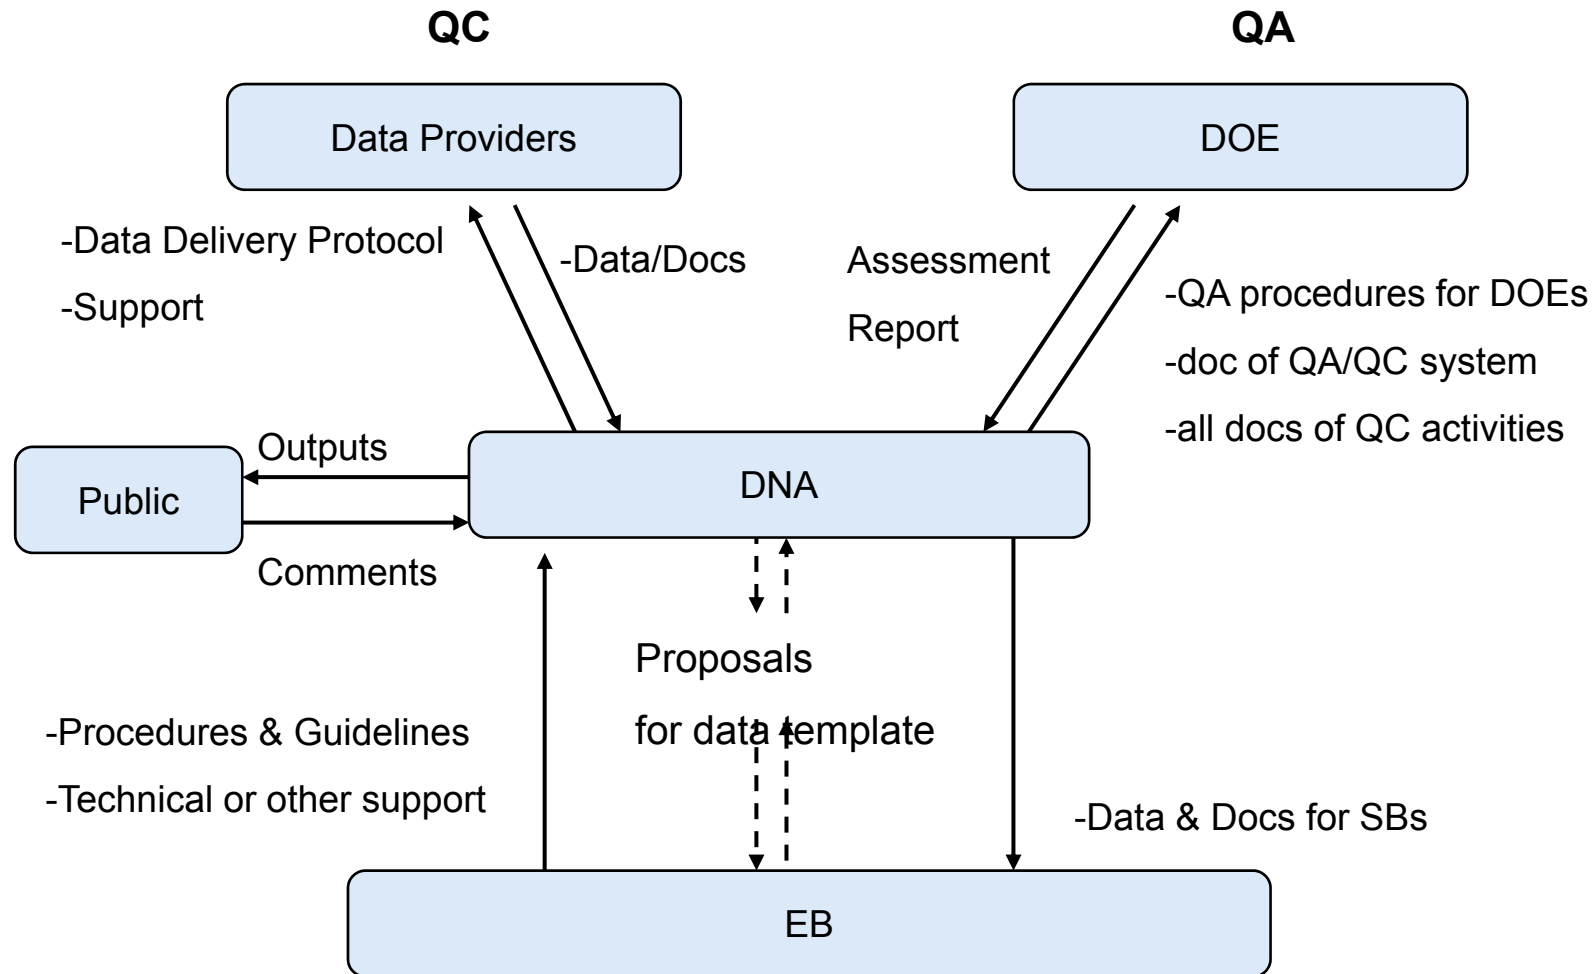 QC
QA
Data Providers
DOE
-Data Delivery Protocol
-Support
-Data/Docs
Assessment
Report
-QA procedures for DOEs
-doc of QA/QC system
-all docs of QC activities
Outputs
Public
DNA
Comments
Proposals
for data template
-Procedures & Guidelines
-Technical or other support
-Data & Docs for SBs
EB